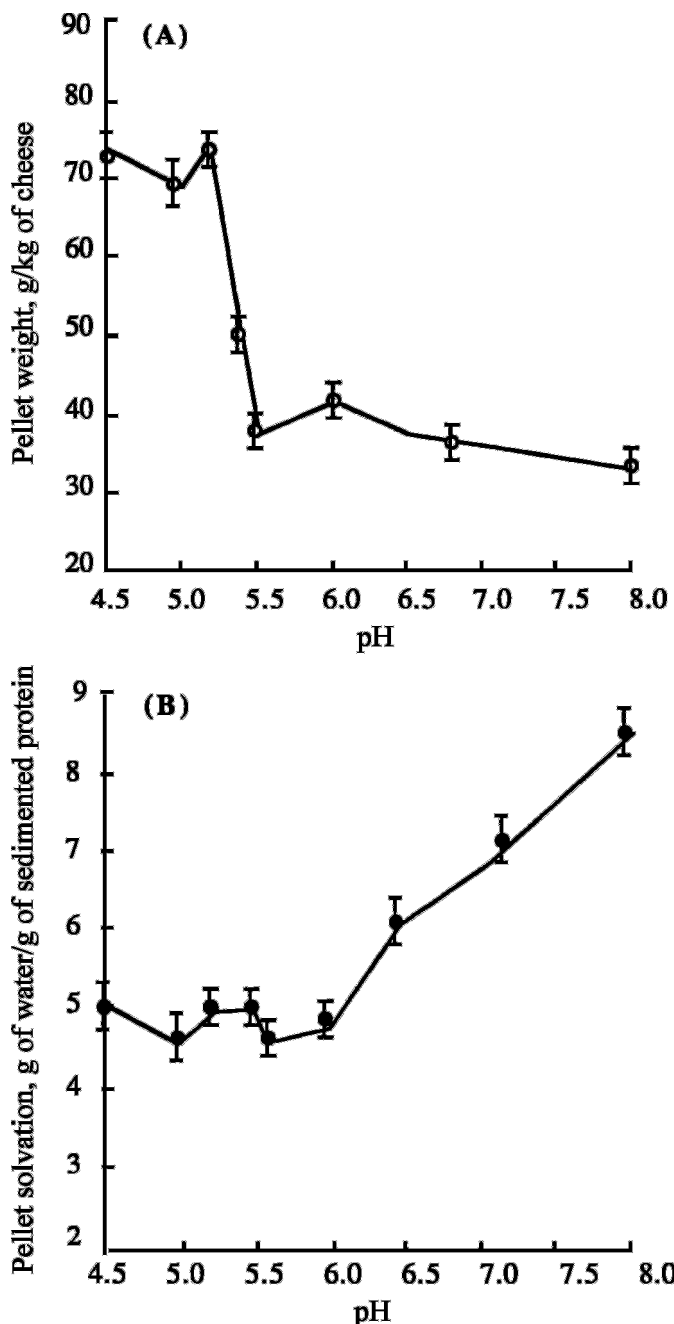 (A)
90
80
70
60
50
40
30
20
Pellet weight, g/kg of cheese
4.5 5.0 5.5 6.0 6.5 7.0 7.5 8.0
pH
(B)
9
8
7
6
5
4
3
2
Pellet solvation, g of water/g of sedimented protein
4.5 5.0 5.5 6.0 6.5 7.0 7.5 8.0
pH